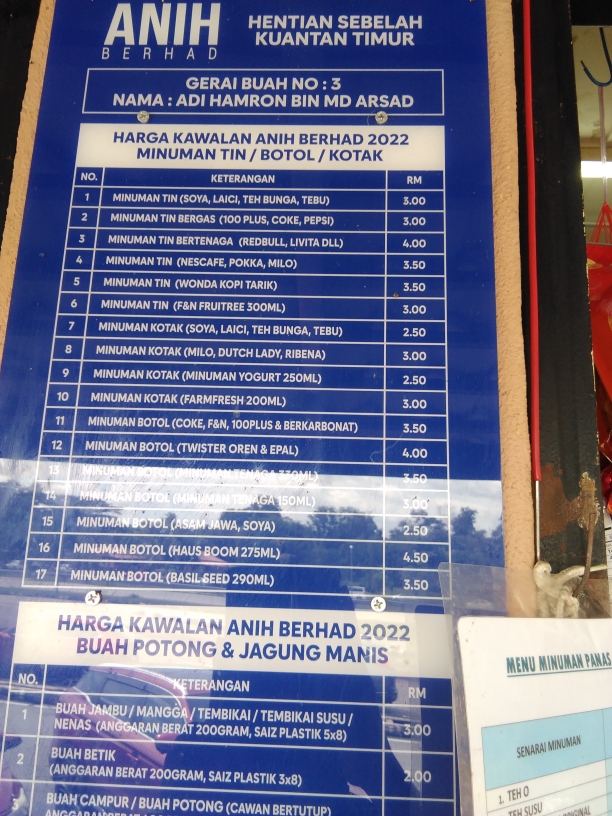 ANIH
BERHAD
HENTIAN SEBELAH
KUANTAN TIMUR
GERAI BUAH NO : 3
NAMA : ADI HAMRON BIN MD ARSAD
HARGA KAWALAN ANIH BERHAD 2022
MINUMAN TIN / BOTOL / KOTAK
NO. KETERANGAN RM
1 MINUMAN TIN (SOYA, LAICI, TEH BUNGA, TEBU) 3.00
2 MINUMAN TIN BERGAS (100 PLUS, COKE, PEPSI) 3.00
3 MINUMAN TIN BERTENAGA (REDBULL, LIVITA DLL) 4.00
4 MINUMAN TIN (NESCAFE, POKKA, MILO) 3.50
5 MINUMAN TIN (WONDA KOPI TARIK) 3.50
6 MINUMAN TIN (F&N FRUITREE 300ML) 3.00
7 MINUMAN KOTAK (SOYA, LAICI, TEH BUNGA, TEBU) 2.50
8 MINUMAN KOTAK (MILO, DUTCH LADY, RIBENA) 3.00
9 MINUMAN KOTAK (MINUMAN YOGURT 250ML) 2.50
10 MINUMAN KOTAK (FARMFRESH 200ML) 3.00
11 MINUMAN BOTOL (COKE, F&N, 100PLUS & BERKARBONAT) 3.50
12 MINUMAN BOTOL (TWISTER OREN & EPAL) 4.00
13 MINUMAN BOTOL (MINUMAN TENAGA 330ML) 3.50
14 MINUMAN BOTOL (MINUMAN TENAGA 150ML) 3.00
15 MINUMAN BOTOL (ASAM JAWA, SOYA) 2.50
16 MINUMAN BOTOL (HAUS BOOM 275ML) 4.50
17 MINUMAN BOTOL (BASIL SEED 290ML) 3.50
HARGA KAWALAN ANIH BERHAD 2022
BUAH POTONG & JAGUNG MANIS
NO. KETERANGAN RM
1 BUAH JAMBU / MANGGA / TEMBIKAI / TEMBIKAI SUSU /
NENAS (ANGGARAN BERAT 200GRAM, SAIZ PLASTIK 5x8) 3.00
2 BUAH BETIK
(ANGGARAN BERAT 200GRAM, SAIZ PLASTIK 3x8) 2.00
BUAH CAMPUR / BUAH POTONG (CAWAN BERTUTUP)
MENU MINUMAN PANAS
SENARAI MINUMAN
1. TEH O
TEH SUSU